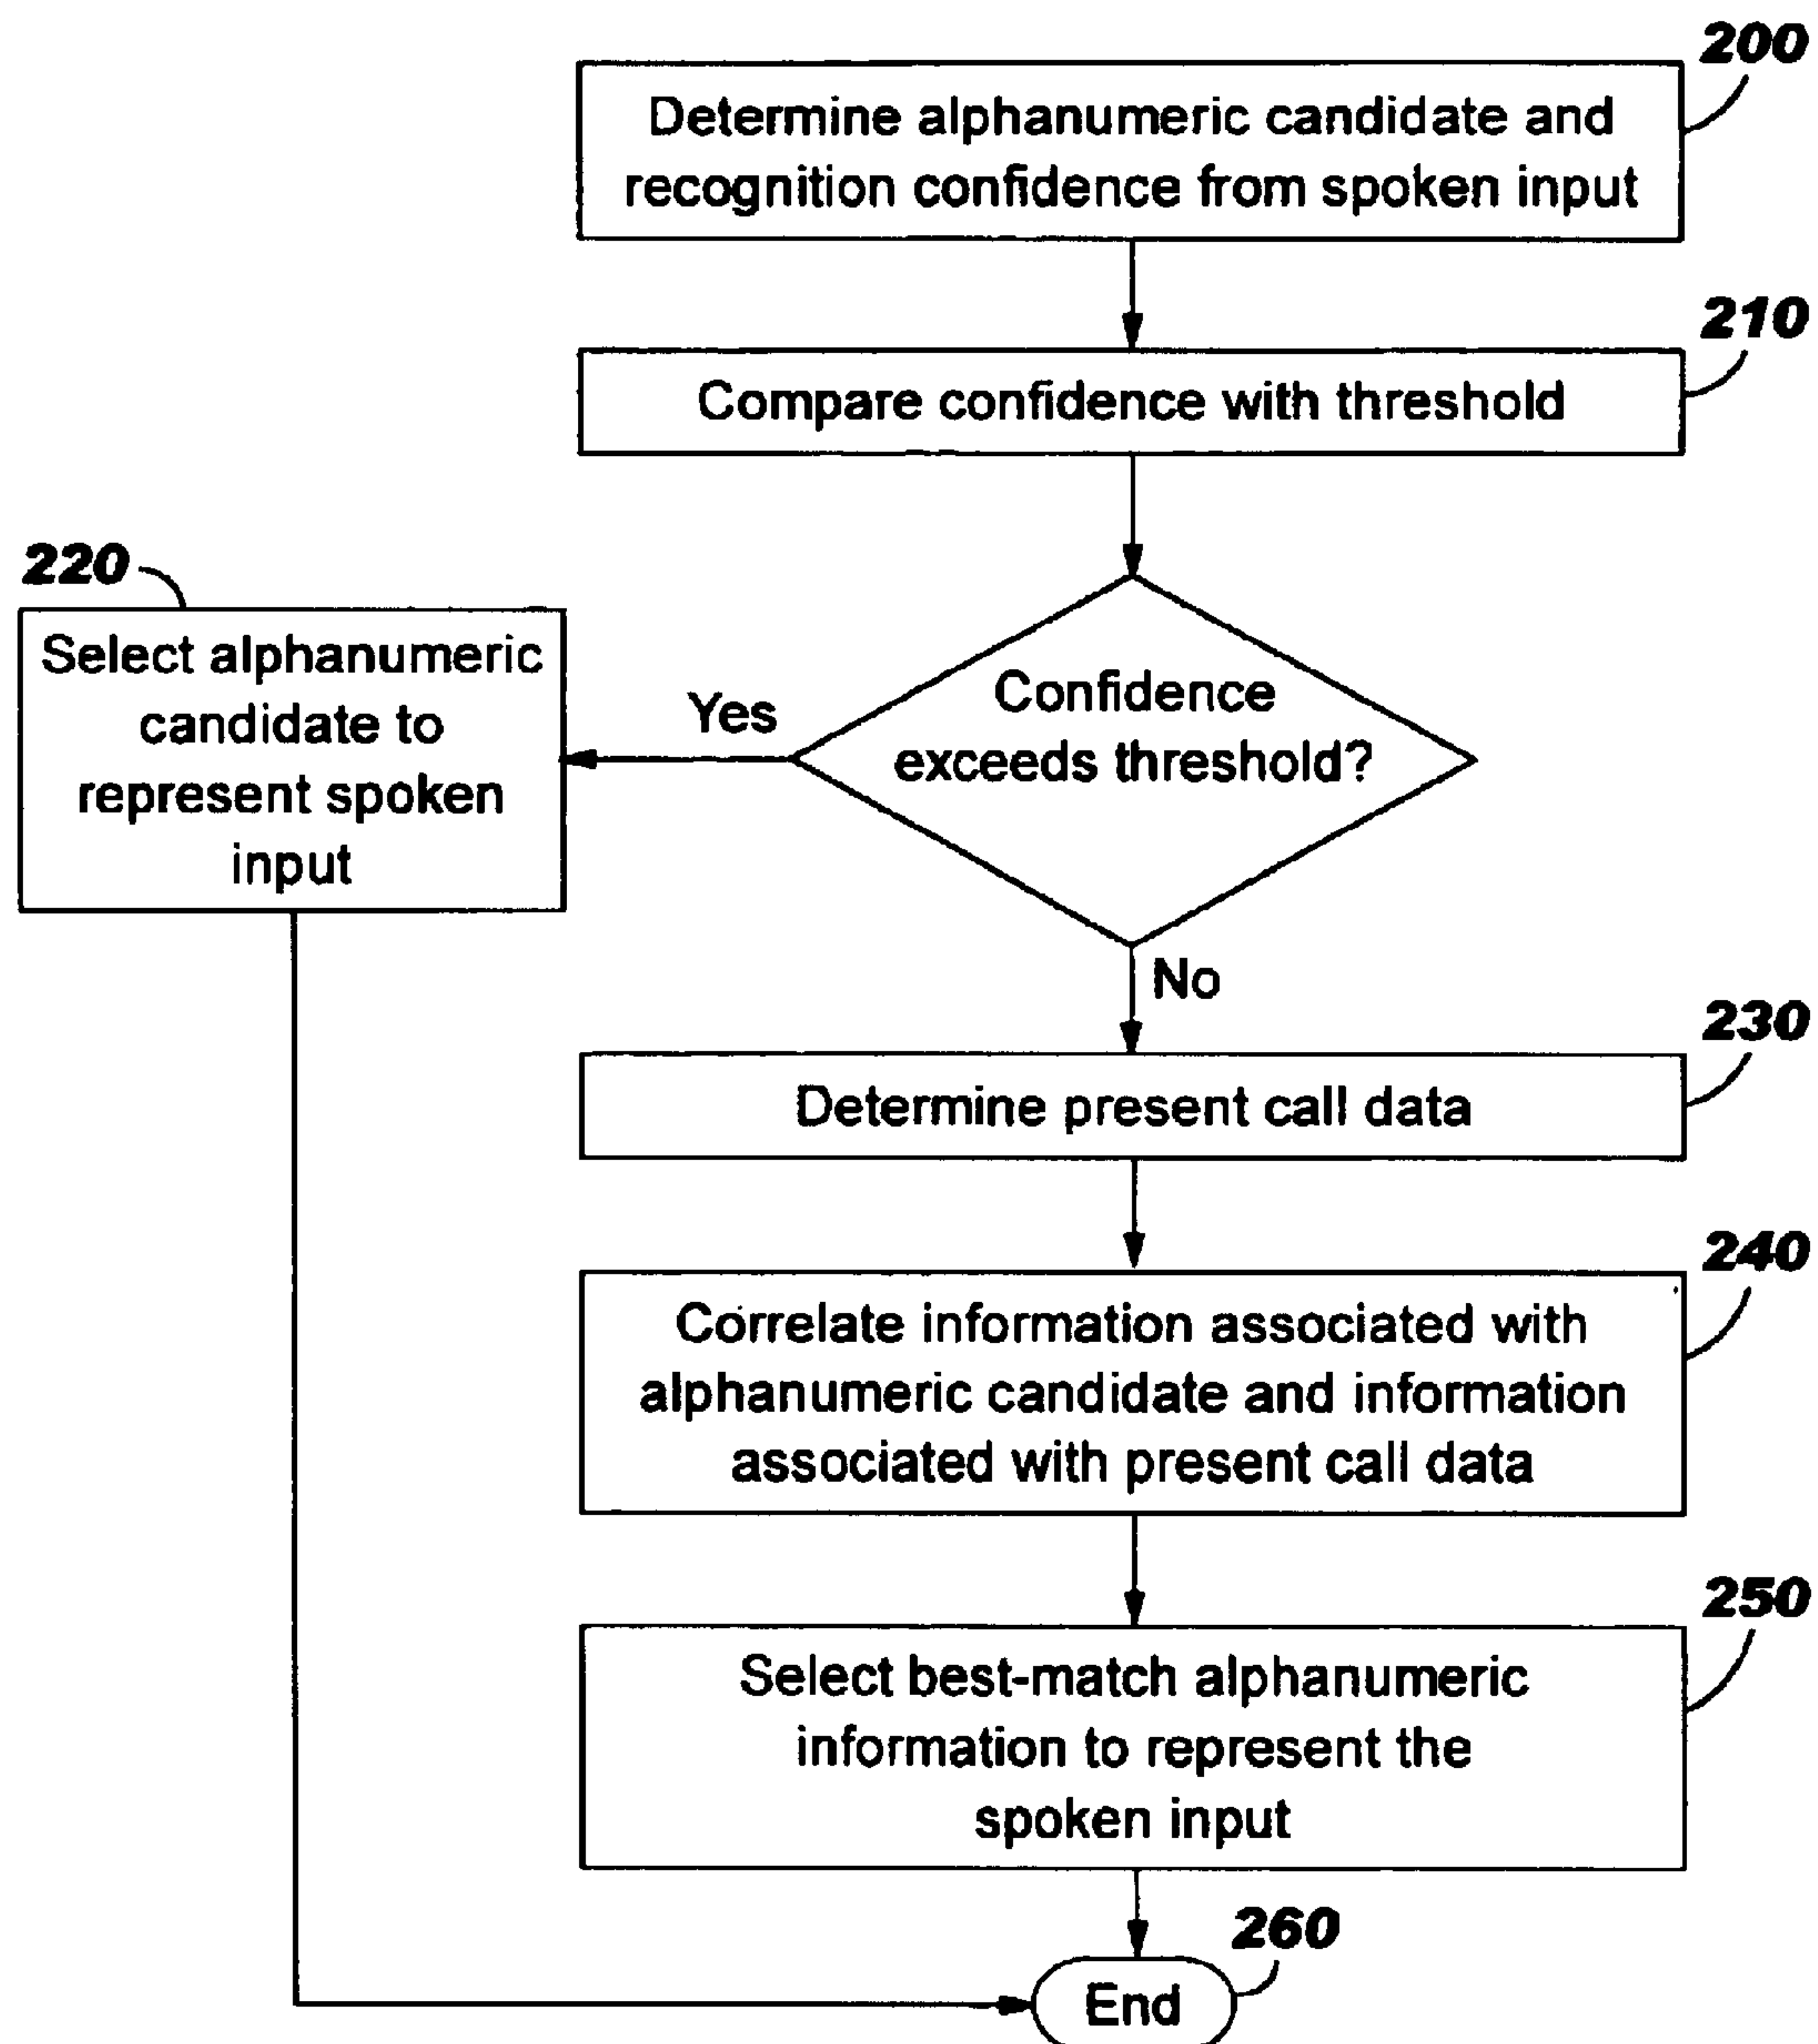 200
Determine alphanumeric candidate and
recognition confidence from spoken input
210
Compare confidence with threshold
220
Select alphanumeric
candidate to
represent spoken
input
Yes
Confidence
exceeds threshold?
No
230
Determine present call data
240
Correlate information associated with
alphanumeric candidate and information
associated with present call data
250
Select best-match alphanumeric
information to represent the
spoken input
260
End